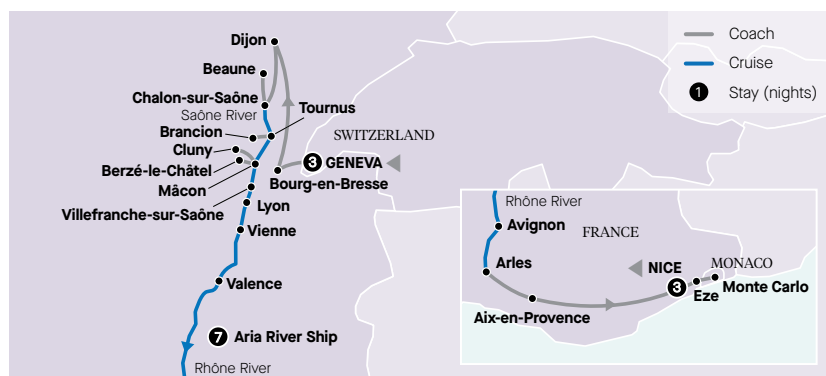 Dijon
Beaune
Chalon-sur-Saône
Saône River
Tournus
Brancion
SWITZERLAND
Cluny
3 GENEVA
Berzé-le-Châtel
Bourg-en-Bresse
Mâcon
Villefranche-sur-Saône
Lyon
Vienne
Valence
7 Aria River Ship
Rhône River
Coach
Cruise
1 Stay (nights)
Rhône River
Avignon
FRANCE
Arles
NICE
MONACO
3
Eze
Monte Carlo
Aix-en-Provence